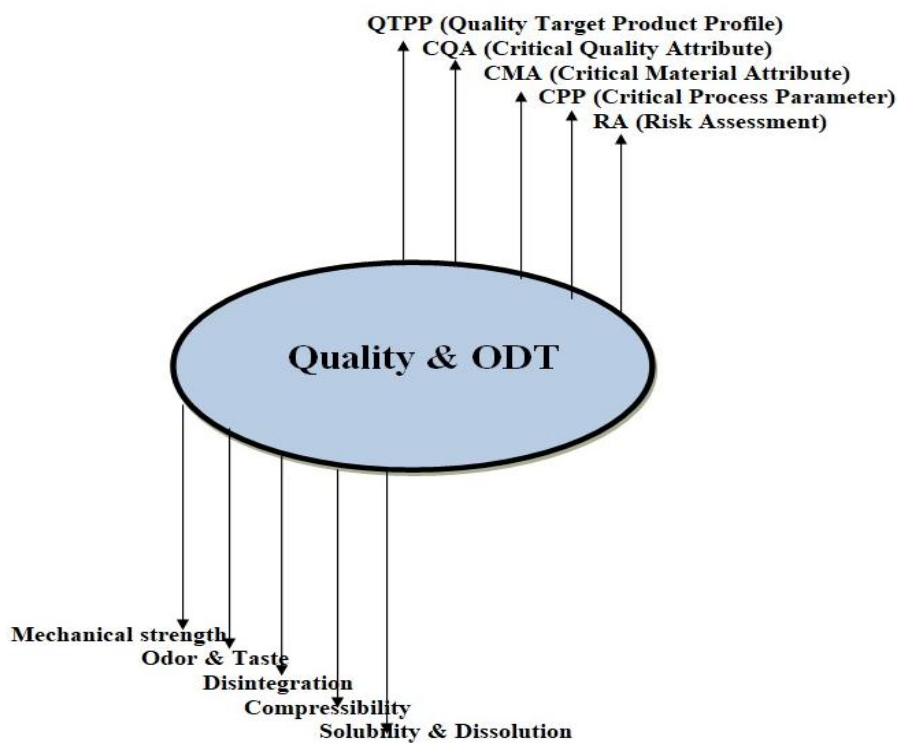 QTPP (Quality Target Product Profile)
CQA (Critical Quality Attribute)
CMA (Critical Material Attribute)
CPP (Critical Process Parameter)
RA (Risk Assessment)
Quality & ODT
Mechanical strength
Odor & Taste
Disintegration
Compressibility
Solubility & Dissolution